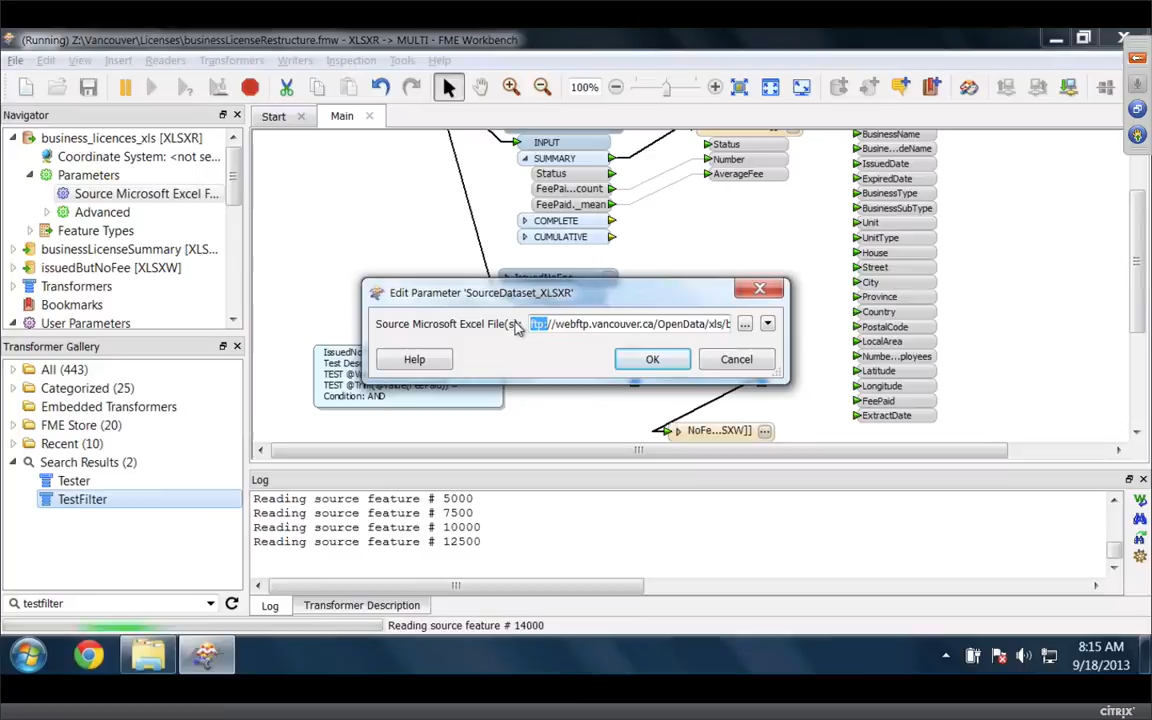 (Running) Z:\Vancouver\Licenses\businessLicenseRestructure.fmw - XLSXR -> MULTI - FME Workbench
File Edit View Insert Readers Transformers Writers Inspection Tools Help
100%
Navigator
business_licences_xls [XLSXR]
Coordinate System: <not se...
Parameters
Source Microsoft Excel F...
Advanced
Feature Types
businessLicenseSummary [XLS...
issuedButNoFee [XLSXW]
Transformers
Bookmarks
User Parameters
Transformer Gallery
All (443)
Categorized (25)
Embedded Transformers
FME Store (20)
Recent (10)
Search Results (2)
Tester
TestFilter
testfilter
Start
Main
INPUT
SUMMARY
Status
FeePai...count
FeePaid._mean
COMPLETE
CUMULATIVE
Status
Number
AverageFee
BusinessName
Busine...deName
IssuedDate
ExpiredDate
BusinessType
BusinessSubType
Unit
UnitType
House
Street
City
Province
Country
PostalCode
LocalArea
Numbe...ployees
Latitude
Longitude
FeePaid
ExtractDate
Edit Parameter 'SourceDataset_XLSXR'
Source Microsoft Excel File(s):
ftp://webftp.vancouver.ca/OpenData/xls/b
Help
OK
Cancel
Condition: AND
NoFe...SXW]]
Log
Reading source feature # 5000
Reading source feature # 7500
Reading source feature # 10000
Reading source feature # 12500
Log
Transformer Description
Reading source feature # 14000
8:15 AM
9/18/2013
CITRIX